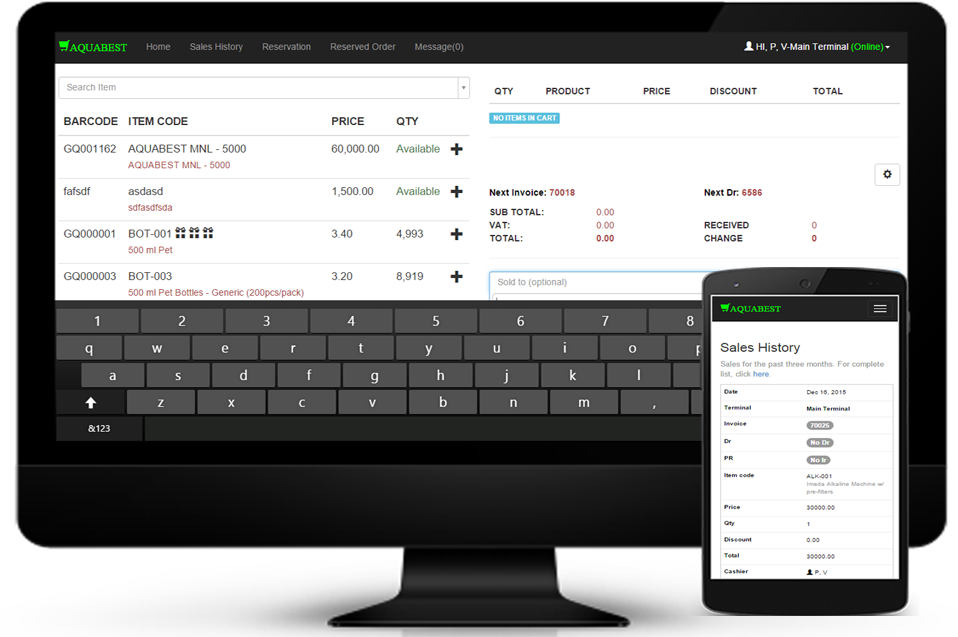 AQUABEST Home Sales History Reservation Reserved Order Message(0) HI, P, V-Main Terminal (Online)
Search Item
BARCODE ITEM CODE PRICE QTY
GQ001162 AQUABEST MNL - 5000 60,000.00 Available
AQUABEST MNL - 5000
fafsdf asdasd 1,500.00 Available
sdfasdfsda
GQ000001 BOT-001 3.40 4,993
500 ml Pet
GQ000003 BOT-003 3.20 8,919
500 ml Pet Bottles - Generic (200pcs/pack)
QTY PRODUCT PRICE DISCOUNT TOTAL
NO ITEMS IN CART
Next Invoice: 70018 Next Dr: 6586
SUB TOTAL: 0.00
VAT: 0.00 RECEIVED 0
TOTAL: 0.00 CHANGE 0
Sold to (optional)
1 2 3 4 5 6 7 8
q w e r t y u i o p
a s d f g h j k l
z x c v b n m ,
&123
AQUABEST
Sales History
Sales for the past three months. For complete
list, click here.
Date Dec 16, 2015
Terminal Main Terminal
Invoice 70025
Dr No Dr
PR No Ir
Item code ALK-001
Imeda Alkaline Machine w/
pre-filters
Price 30000.00
Qty 1
Discount 0.00
Total 30000.00
Cashier P, V